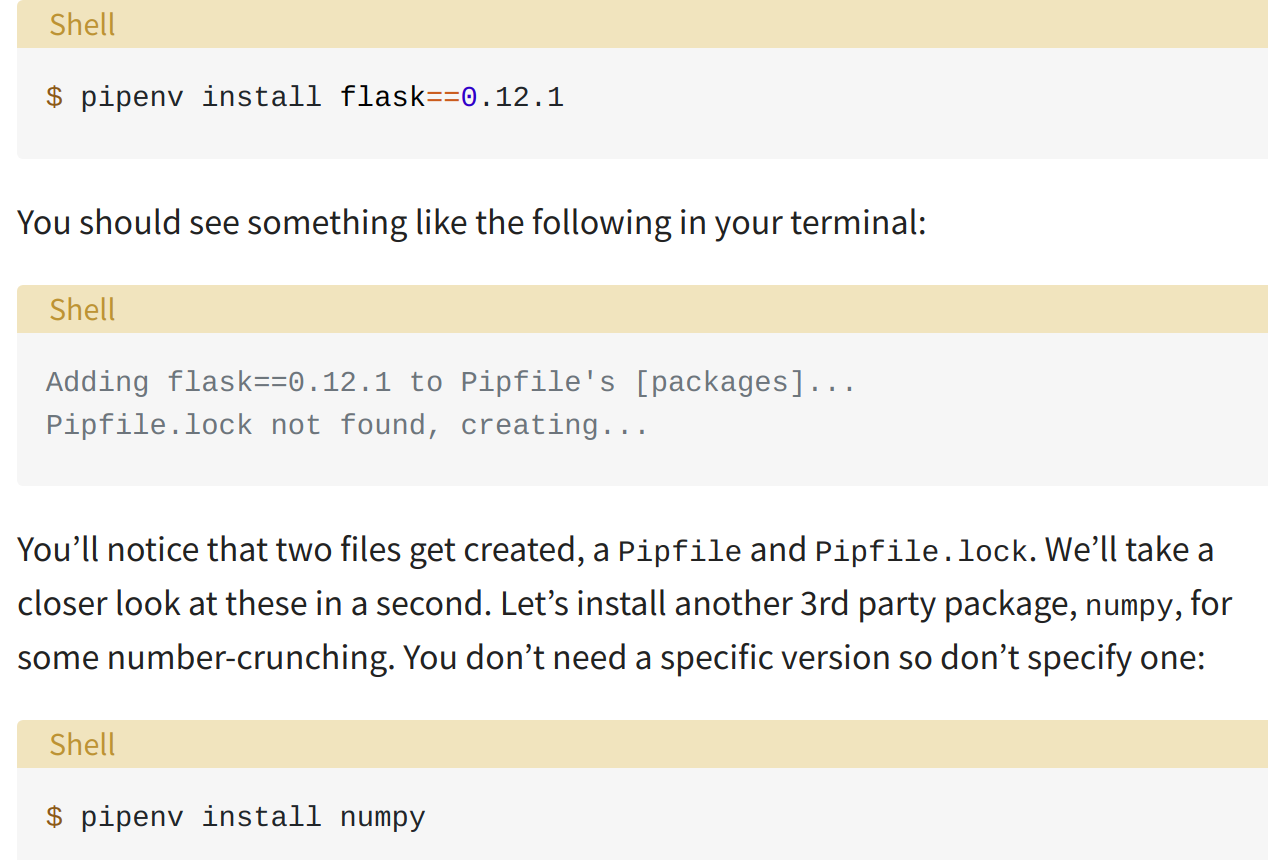 Shell
$ pipenv install flask==0.12.1
You should see something like the following in your terminal:
Shell
Adding flask==0.12.1 to Pipfile's [packages]...
Pipfile.lock not found, creating...
You’ll notice that two files get created, a Pipfile and Pipfile.lock. We’ll take a
closer look at these in a second. Let’s install another 3rd party package, numpy, for
some number-crunching. You don’t need a specific version so don’t specify one:
Shell
$ pipenv install numpy